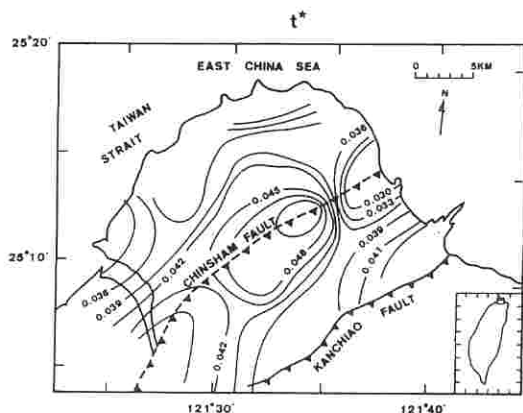 t*
25°20'
EAST CHINA SEA
0 5KM
N
TAIWAN
STRAIT
0.036
0.045
0.030
0.033
0.039
0.041
25°10'
CHINSHAM FAULT
0.048
0.042
0.039
0.036
0.042
KANCHIAO FAULT
121°30'
121°40'